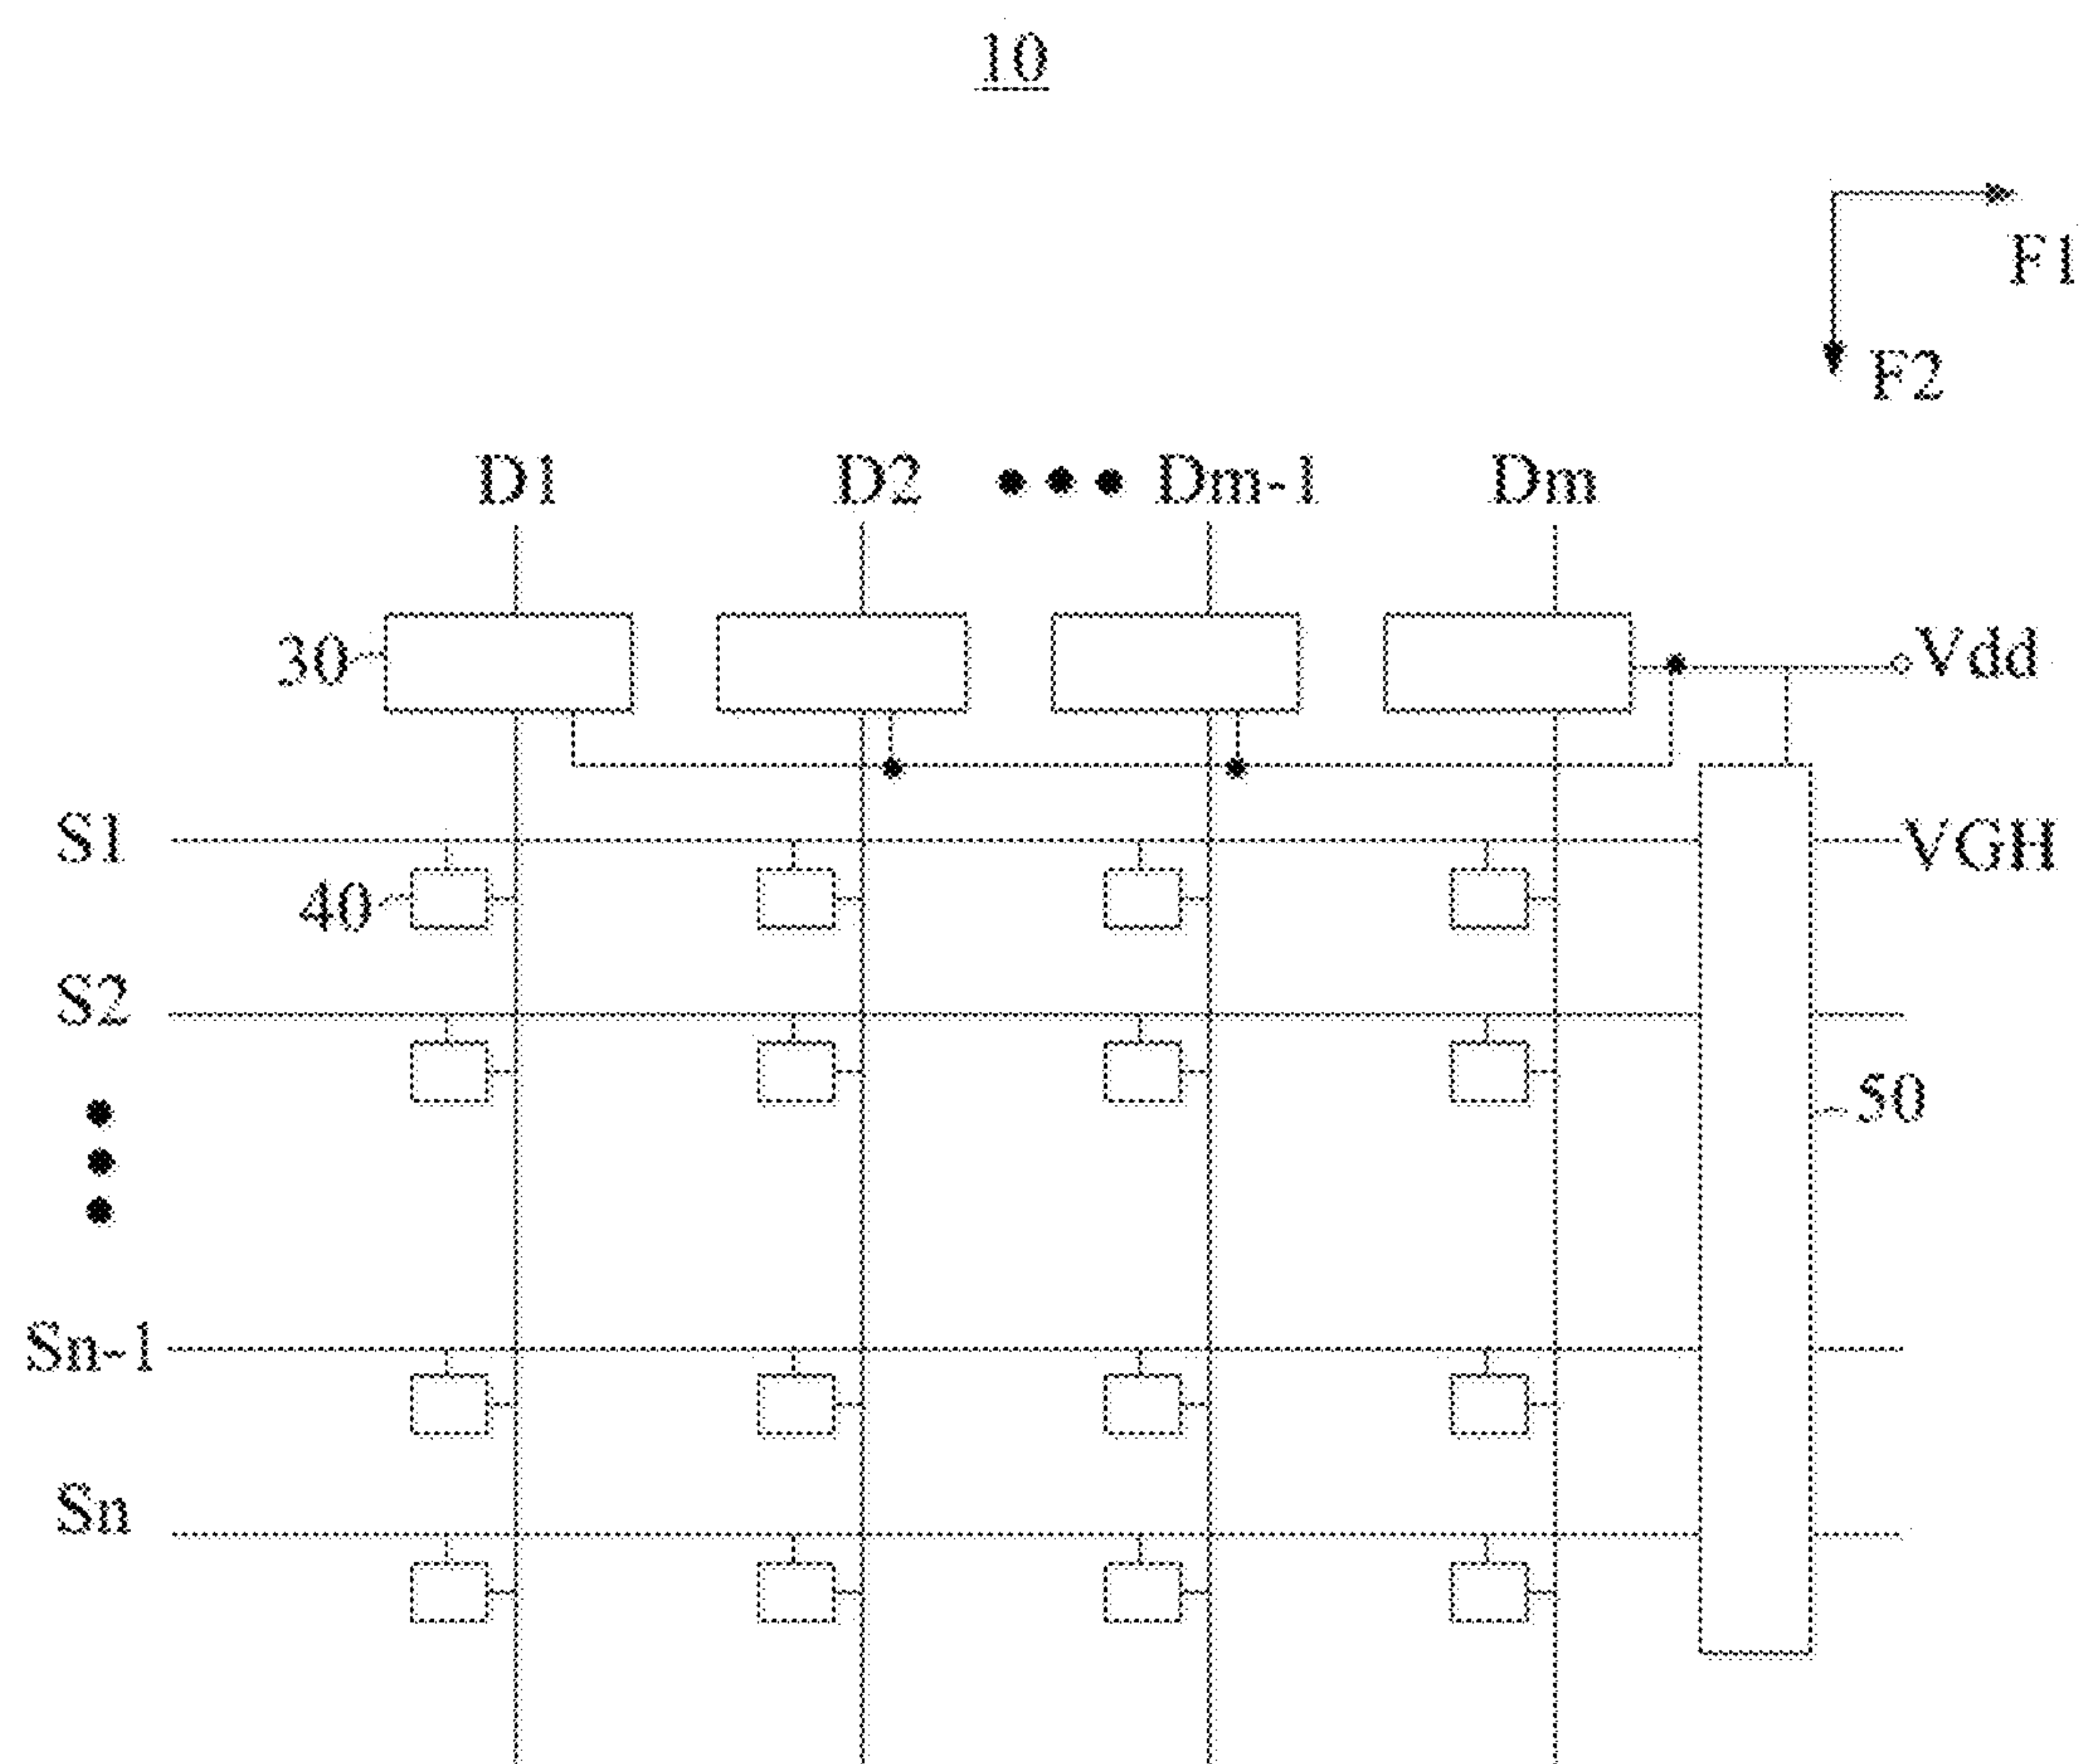 10
F1
F2
D1 D2 ••• Dm-1 Dm
30 Vdd
S1 VGH
40
S2
50
Sn-1
Sn